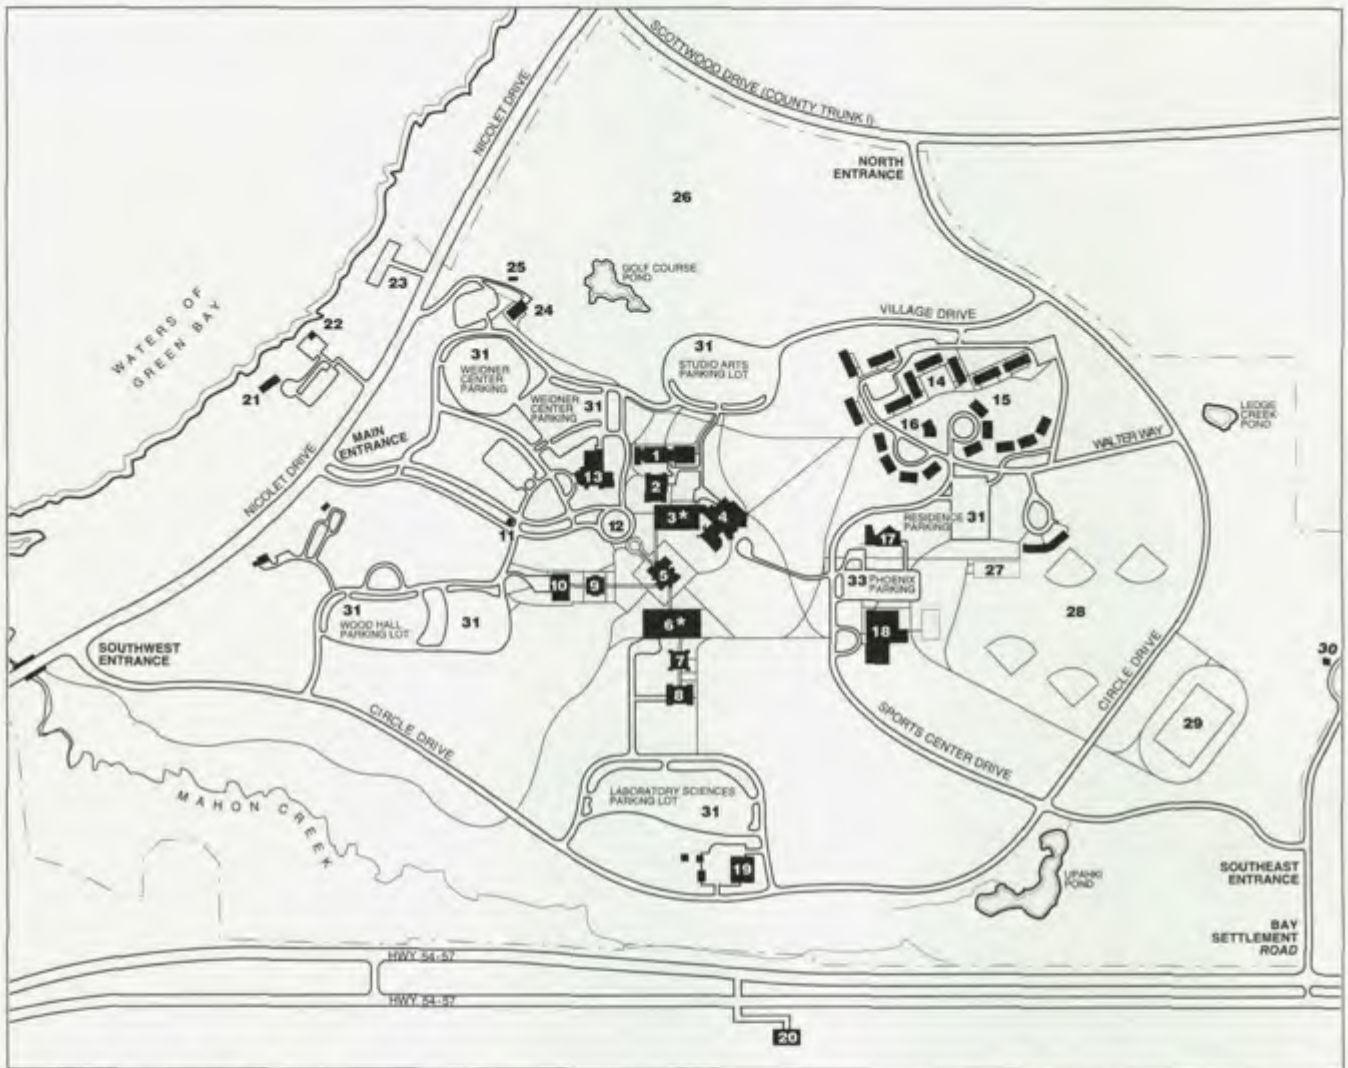 SCOTTWOOD DRIVE (COUNTY TRUNK I)
NICOLET DRIVE
NORTH
ENTRANCE
26
25
GOLF COURSE
POND
23
24
WATERS OF
GREEN BAY
22
VILLAGE DRIVE
31
STUDIO ARTS
PARKING LOT
31
WEIDNER
CENTER
PARKING
21
WEIDNER
CENTER
PARKING
31
14
15
16
LEDGE
CREEK
POND
MAIN
ENTRANCE
WALTER WAY
NICOLET DRIVE
1
13
2
3*
4
12
11
RESIDENCE
PARKING
31
17
27
5
10
9
33
PHOENIX
PARKING
28
31
WOOD HALL
PARKING LOT
31
6*
18
SOUTHWEST
ENTRANCE
7
8
30
CIRCLE DRIVE
29
CIRCLE DRIVE
SPORTS CENTER DRIVE
MAHON CREEK
LABORATORY SCIENCES
PARKING LOT
31
19
UPAHKI
POND
SOUTHEAST
ENTRANCE
BAY
SETTLEMENT
ROAD
HWY 54-57
HWY 54-57
20